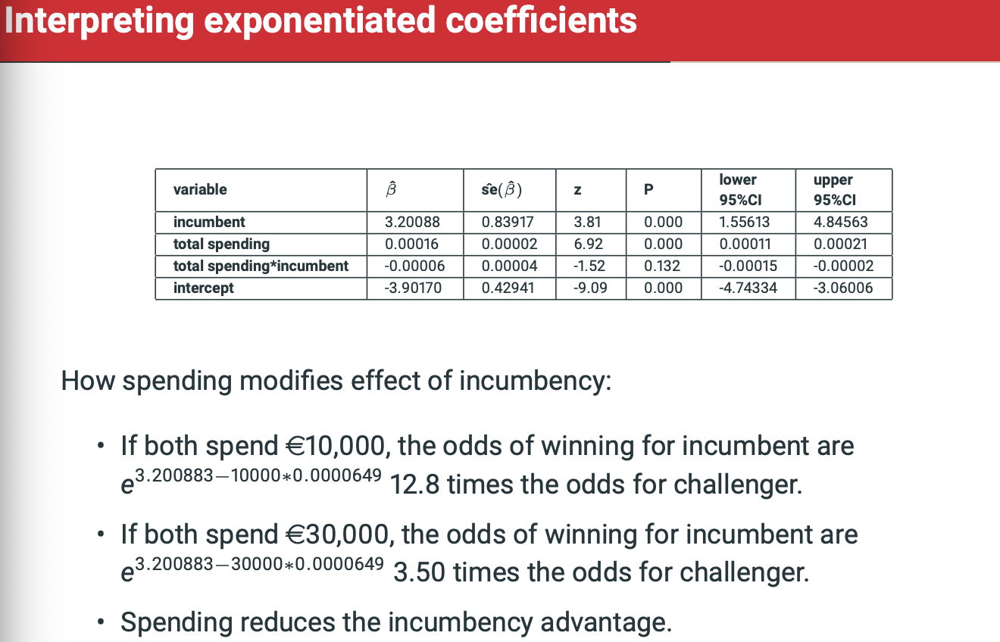 Interpreting exponentiated coefficients
variable β̂ sê(β̂) z P lower 95%CI upper 95%CI
incumbent 3.20088 0.83917 3.81 0.000 1.55613 4.84563
total spending 0.00016 0.00002 6.92 0.000 0.00011 0.00021
total spending*incumbent -0.00006 0.00004 -1.52 0.132 -0.00015 -0.00002
intercept -3.90170 0.42941 -9.09 0.000 -4.74334 -3.06006
How spending modifies effect of incumbency:
• If both spend €10,000, the odds of winning for incumbent are
e^3.200883−10000∗0.0000649 12.8 times the odds for challenger.
• If both spend €30,000, the odds of winning for incumbent are
e^3.200883−30000∗0.0000649 3.50 times the odds for challenger.
• Spending reduces the incumbency advantage.